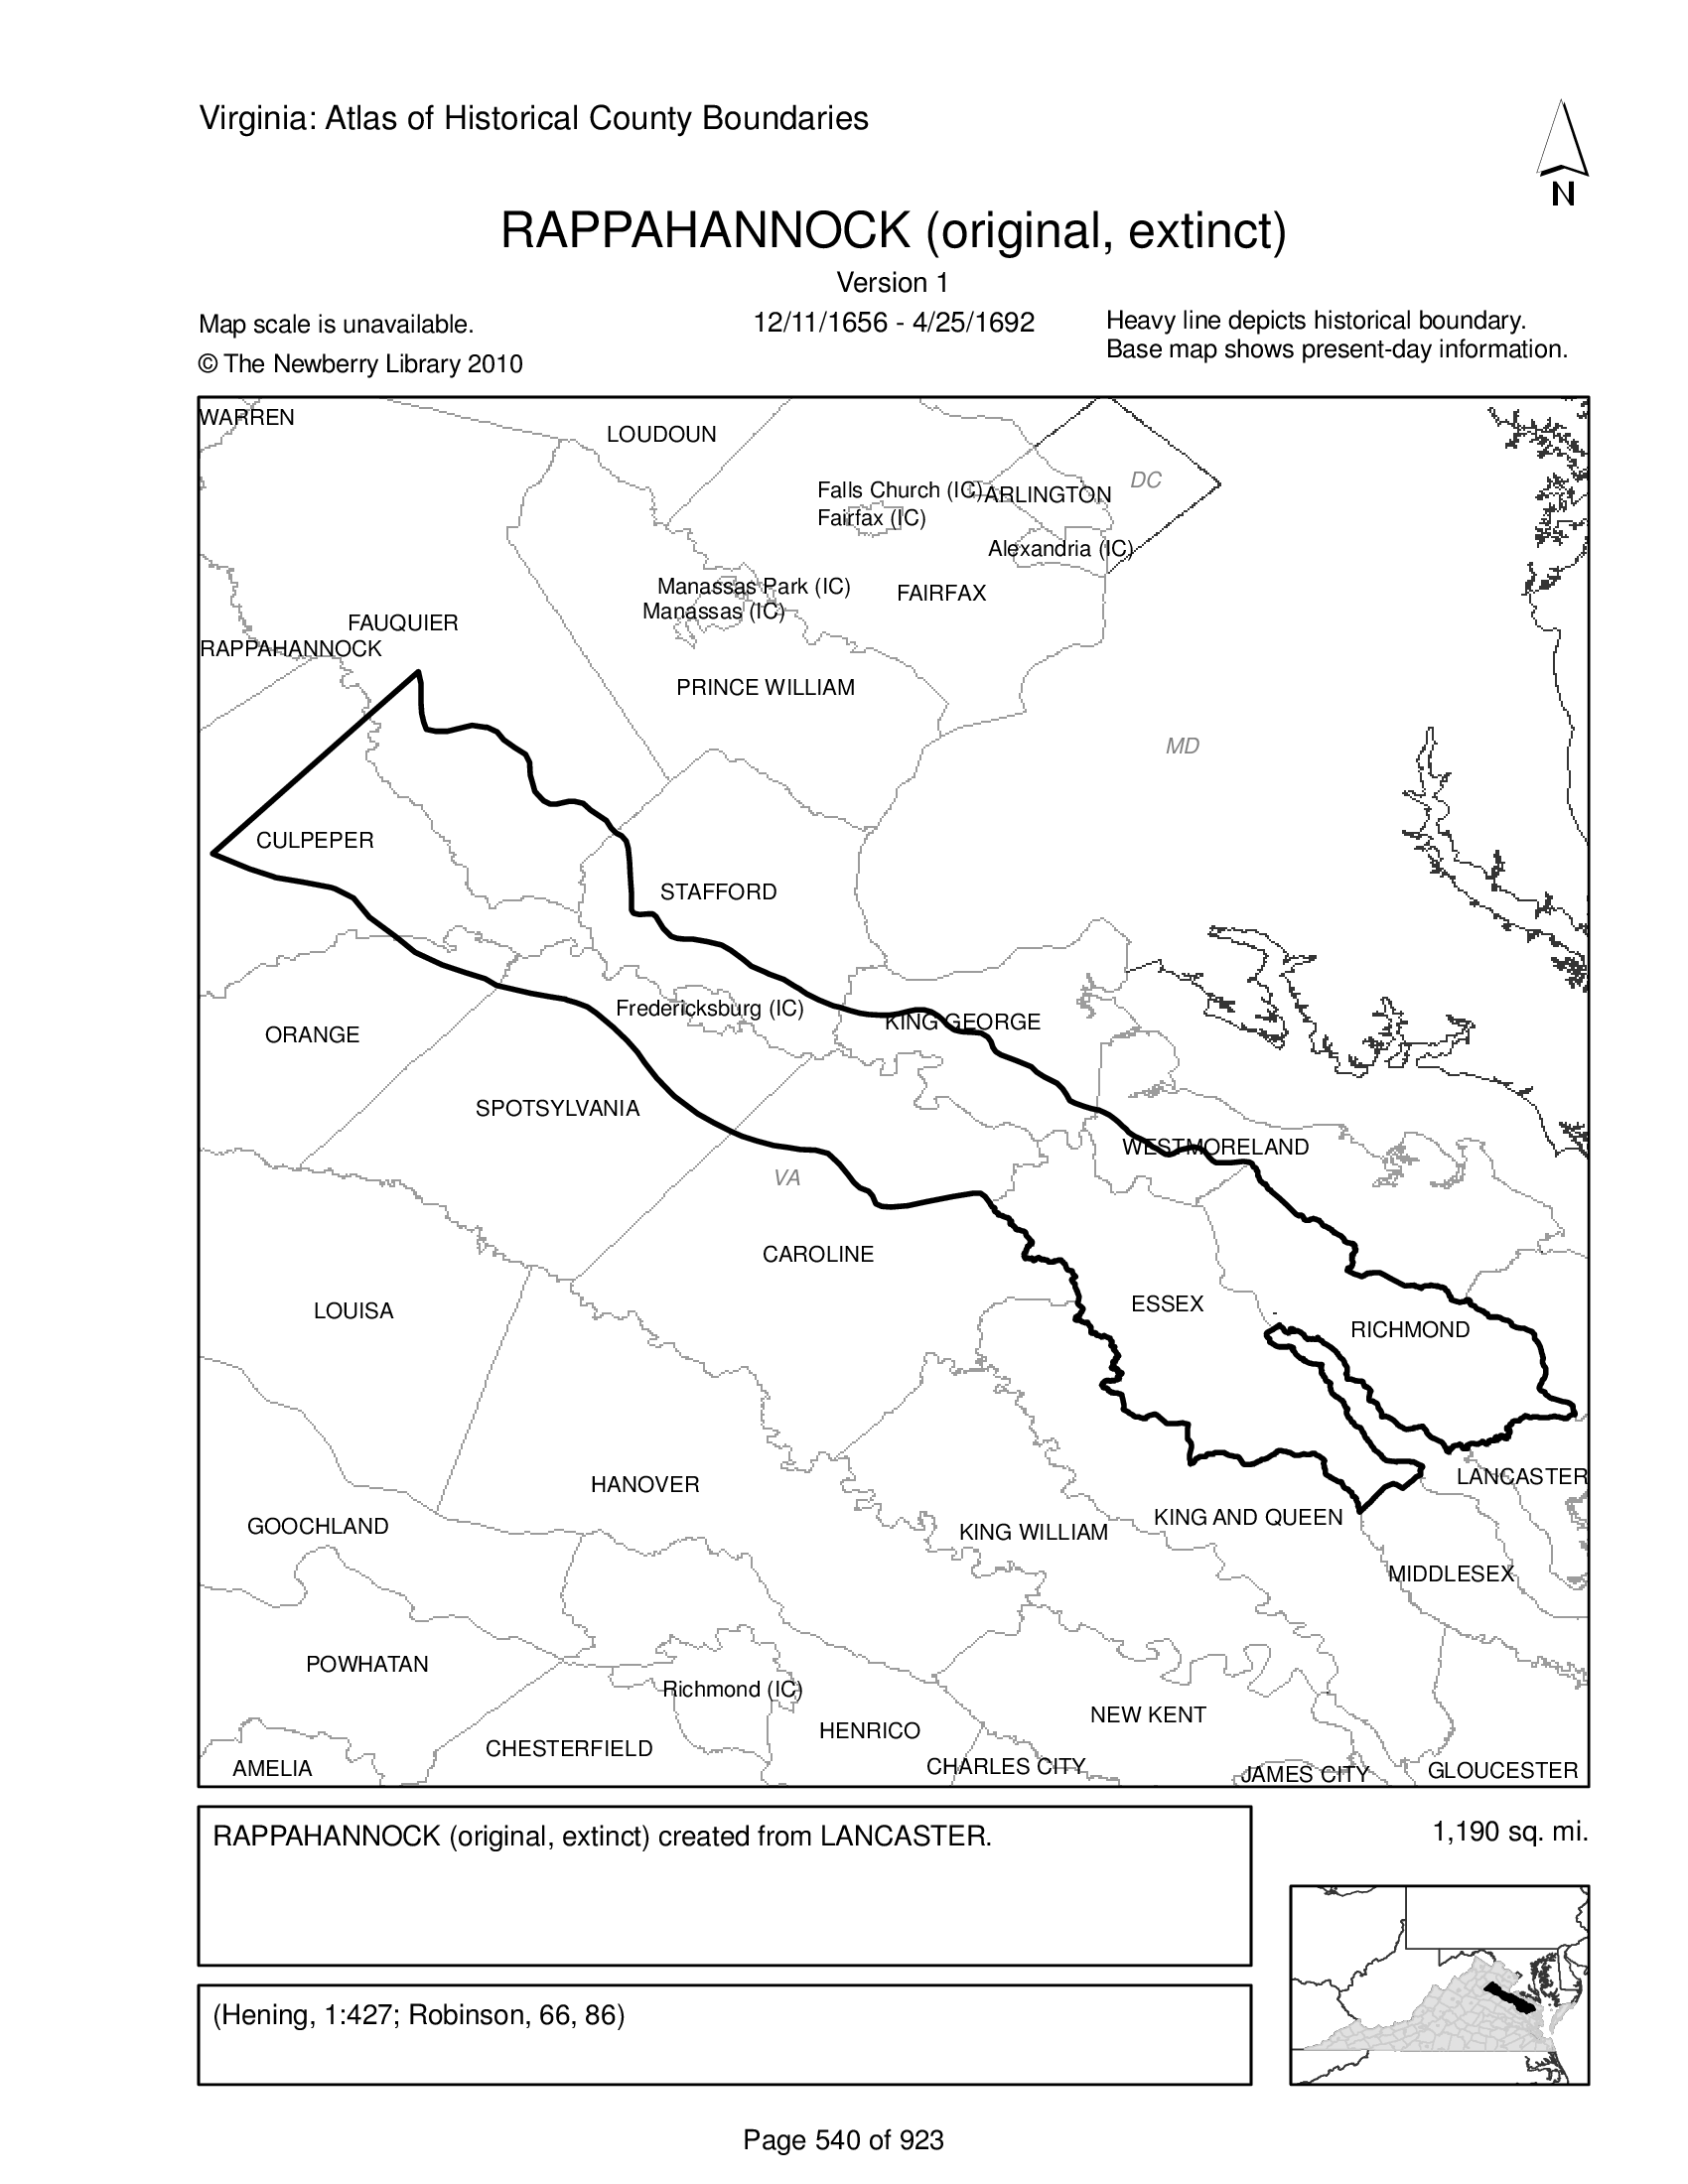 Virginia: Atlas of Historical County Boundaries
N
RAPPAHANNOCK (original, extinct)
Version 1
12/11/1656 - 4/25/1692
Map scale is unavailable.
© The Newberry Library 2010
Heavy line depicts historical boundary.
Base map shows present-day information.
WARREN
LOUDOUN
DC
Falls Church (IC)
ARLINGTON
Fairfax (IC)
Alexandria (IC)
Manassas Park (IC)
FAIRFAX
Manassas (IC)
FAUQUIER
RAPPAHANNOCK
PRINCE WILLIAM
MD
CULPEPER
STAFFORD
Fredericksburg (IC)
KING GEORGE
ORANGE
SPOTSYLVANIA
WESTMORELAND
VA
CAROLINE
ESSEX
LOUISA
RICHMOND
LANCASTER
HANOVER
KING AND QUEEN
GOOCHLAND
KING WILLIAM
MIDDLESEX
POWHATAN
Richmond (IC)
NEW KENT
HENRICO
CHESTERFIELD
CHARLES CITY
AMELIA
JAMES CITY
GLOUCESTER
RAPPAHANNOCK (original, extinct) created from LANCASTER.
1,190 sq. mi.
(Hening, 1:427; Robinson, 66, 86)
Page 540 of 923